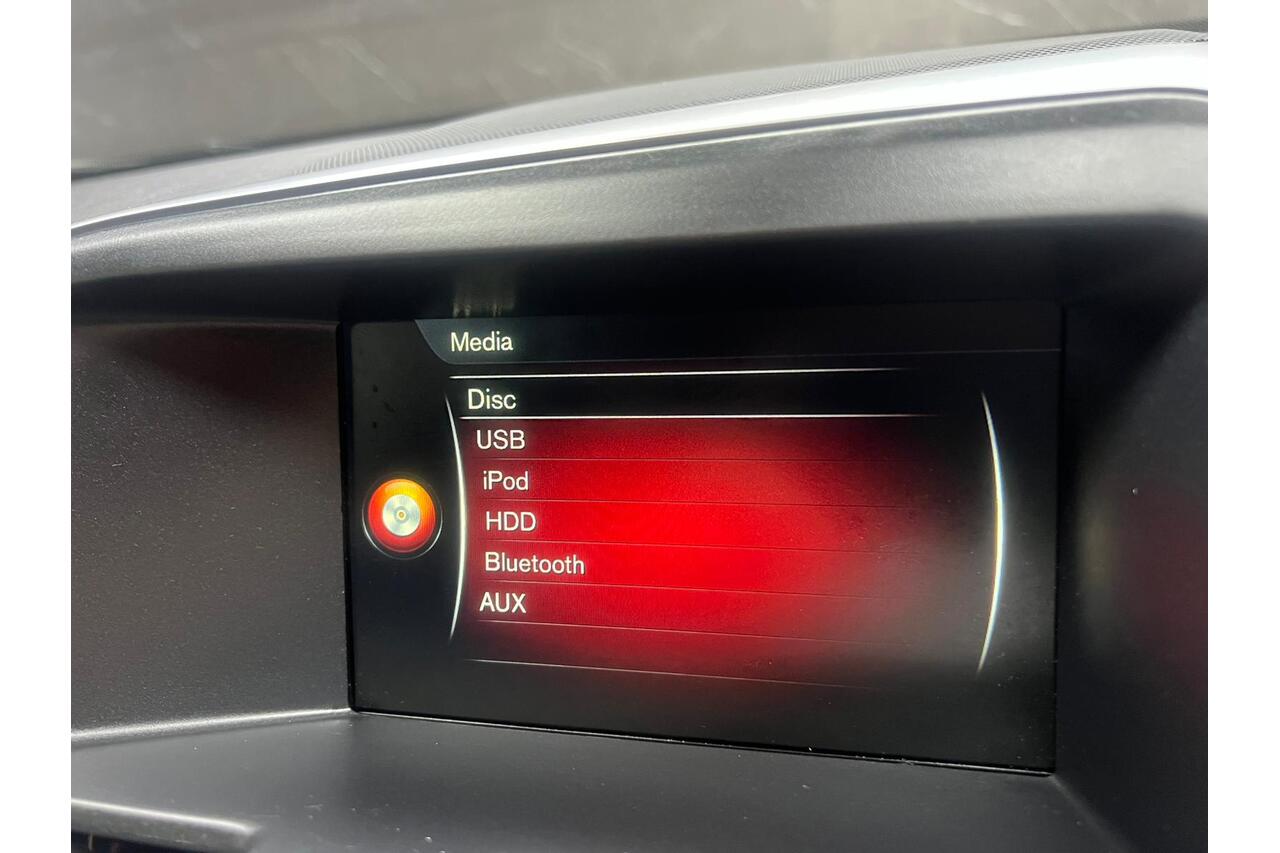 Media
Disc
USB
iPod
HDD
Bluetooth
AUX